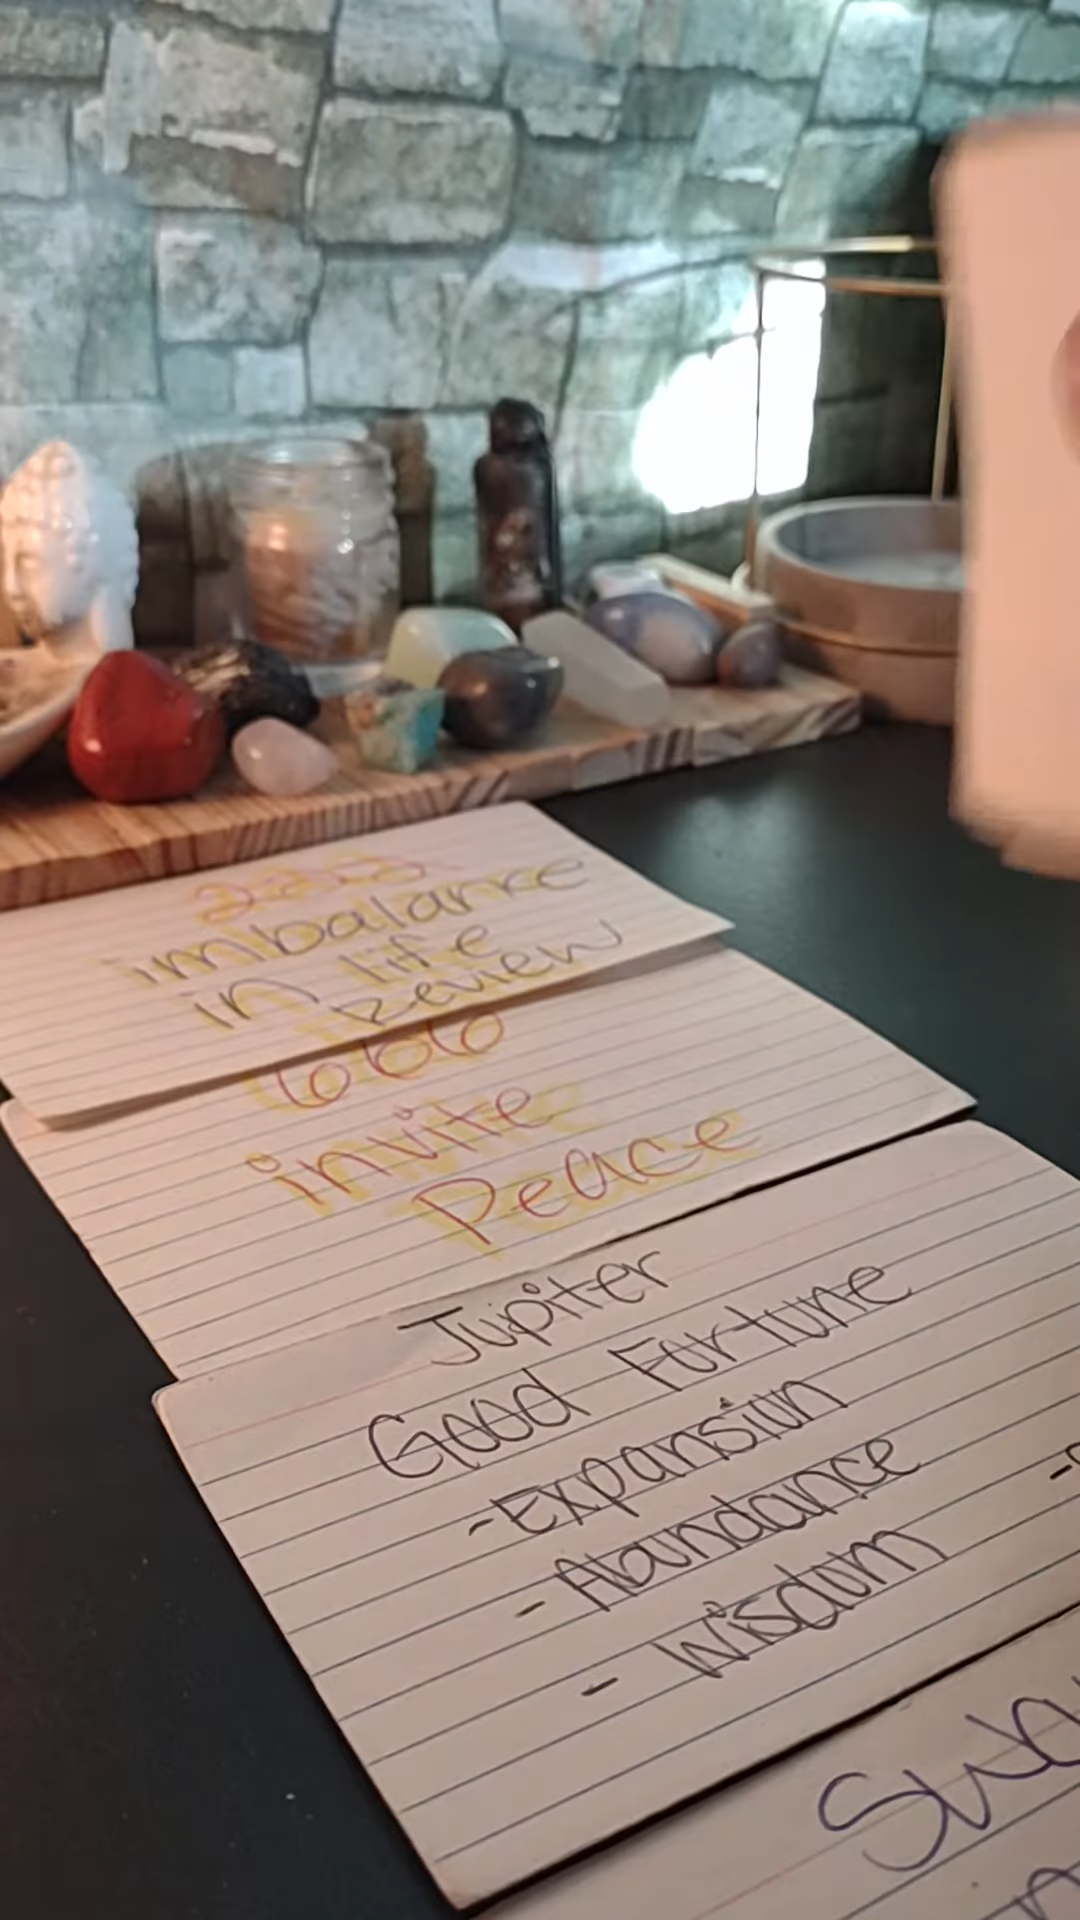 222
imbalance
in life
Review
666
invite
Peace
Jupiter
Good Fortune
-Expansion
-Abundance
- wisdom